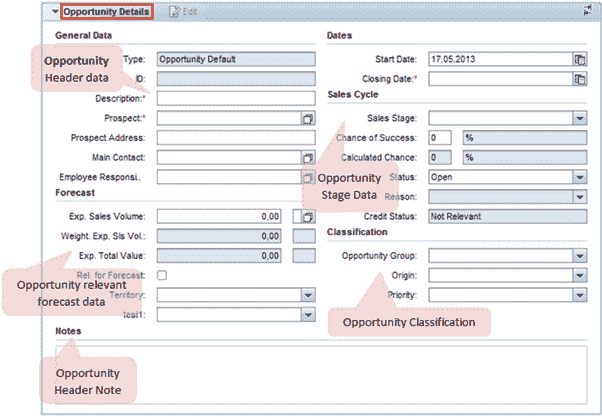 Opportunity Details Edit
General Data
Type: Opportunity Default
ID:
Description:*
Prospect:*
Prospect Address:
Main Contact:
Employee Responsi..
Opportunity
Header data
Forecast
Exp. Sales Volume: 0,00
Weight. Exp. Sls Vol.: 0,00
Exp. Total Value: 0,00
Rel. for Forecast:
Territory:
test1:
Opportunity relevant
forecast data
Dates
Start Date: 17.05.2013
Closing Date:*
Sales Cycle
Sales Stage:
Chance of Success: 0 %
Calculated Chance: 0 %
Status: Open
Reason:
Credit Status: Not Relevant
Opportunity
Stage Data
Classification
Opportunity Group:
Origin:
Priority:
Opportunity Classification
Notes
Opportunity
Header Note